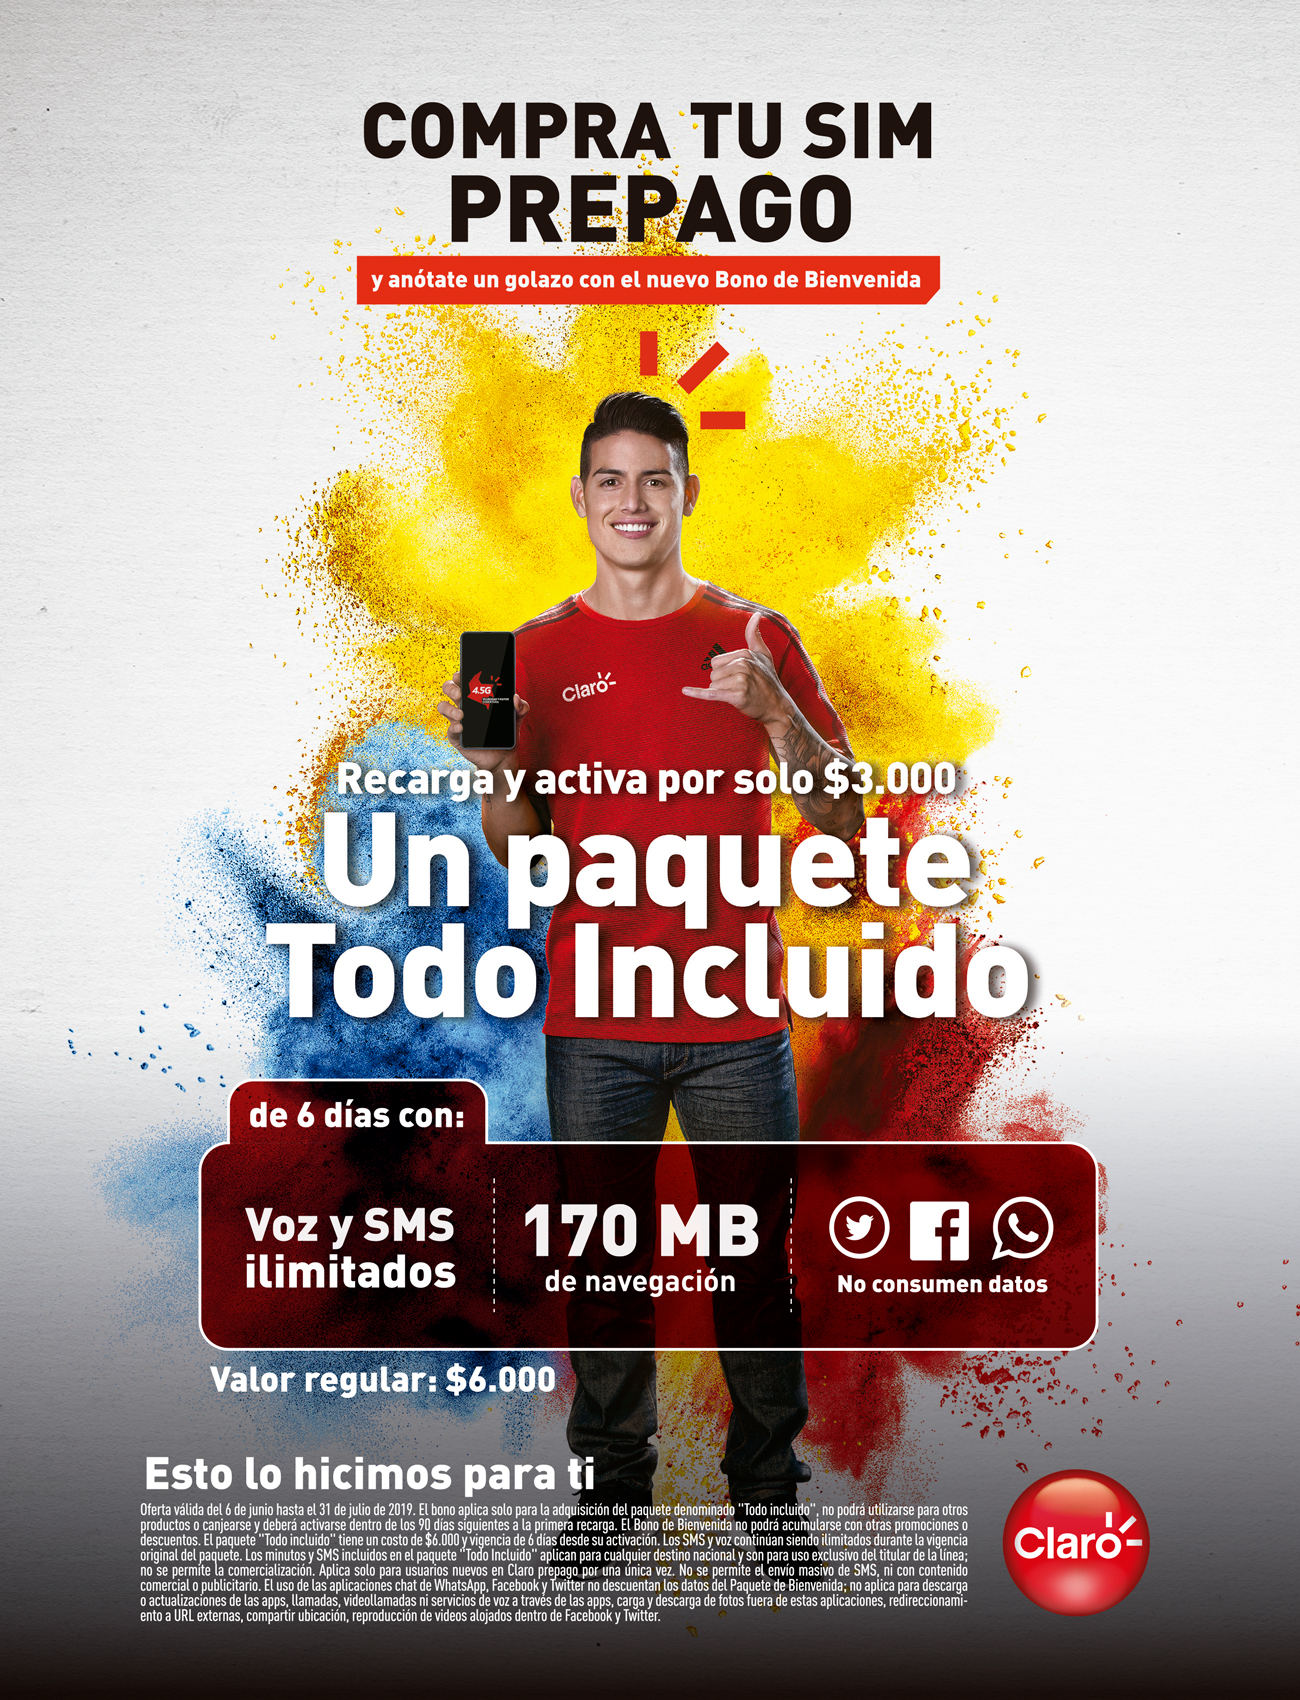 COMPRA TU SIM
PREPAGO
y anótate un golazo con el nuevo Bono de Bienvenida
4.5G
Claro
Recarga y activa por solo $3.000
Un paquete
Todo Incluido
de 6 días con:
Voz y SMS
ilimitados
170 MB
de navegación
No consumen datos
Valor regular: $6.000
Esto lo hicimos para ti
Oferta válida del 6 de junio hasta el 31 de julio de 2019. El bono aplica solo para la adquisición del paquete denominado "Todo incluido", no podrá utilizarse para otros
productos o canjearse y deberá activarse dentro de los 90 días siguientes a la primera recarga. El Bono de Bienvenida no podrá acumularse con otras promociones o
descuentos. El paquete "Todo incluido" tiene un costo de $6.000 y vigencia de 6 días desde su activación. Los SMS y voz continúan siendo ilimitados durante la vigencia
original del paquete. Los minutos y SMS incluidos en el paquete "Todo Incluido" aplican para cualquier destino nacional y son para uso exclusivo del titular de la línea;
no se permite la comercialización. Aplica solo para usuarios nuevos en Claro prepago por una única vez. No se permite el envío masivo de SMS, ni con contenido
comercial o publicitario. El uso de las aplicaciones chat de WhatsApp, Facebook y Twitter no descuentan los datos del Paquete de Bienvenida; no aplica para descarga
o actualizaciones de las apps, llamadas, videollamadas ni servicios de voz a través de las apps, carga y descarga de fotos fuera de estas aplicaciones, redireccionami-
ento a URL externas, compartir ubicación, reproducción de videos alojados dentro de Facebook y Twitter.
Claro